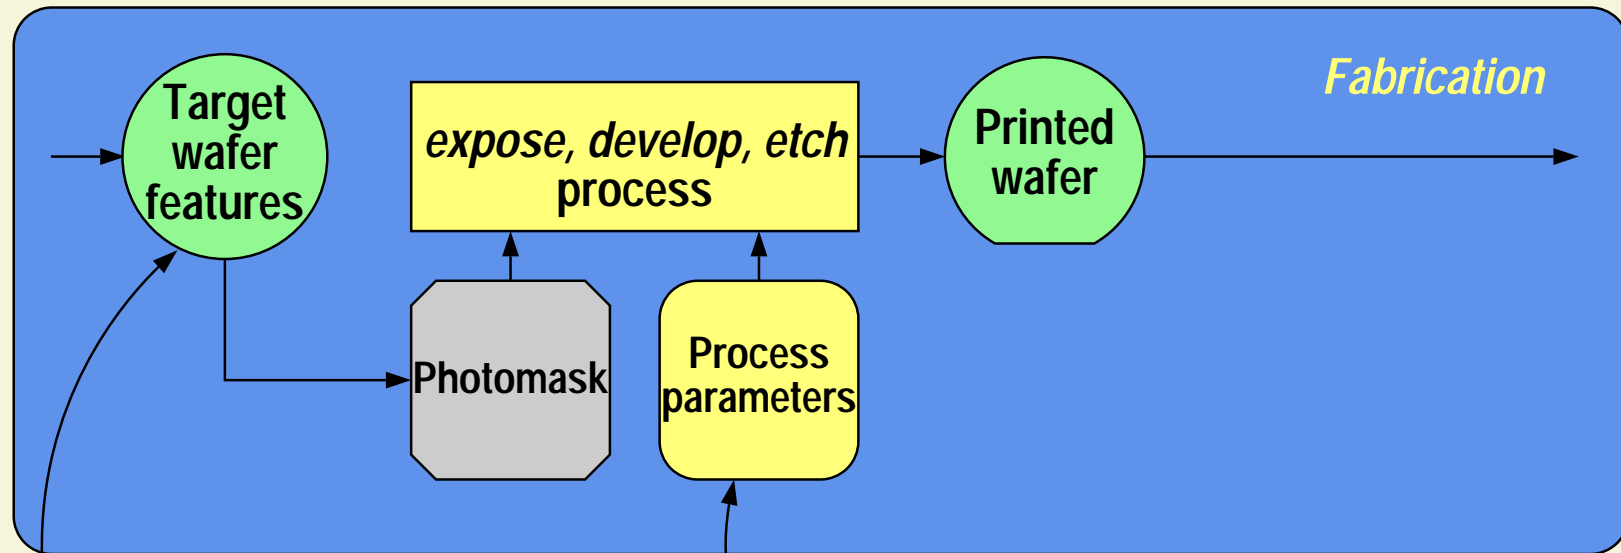 Target
wafer
features
expose, develop, etch
process
Printed
wafer
Fabrication
Photomask
Process
parameters